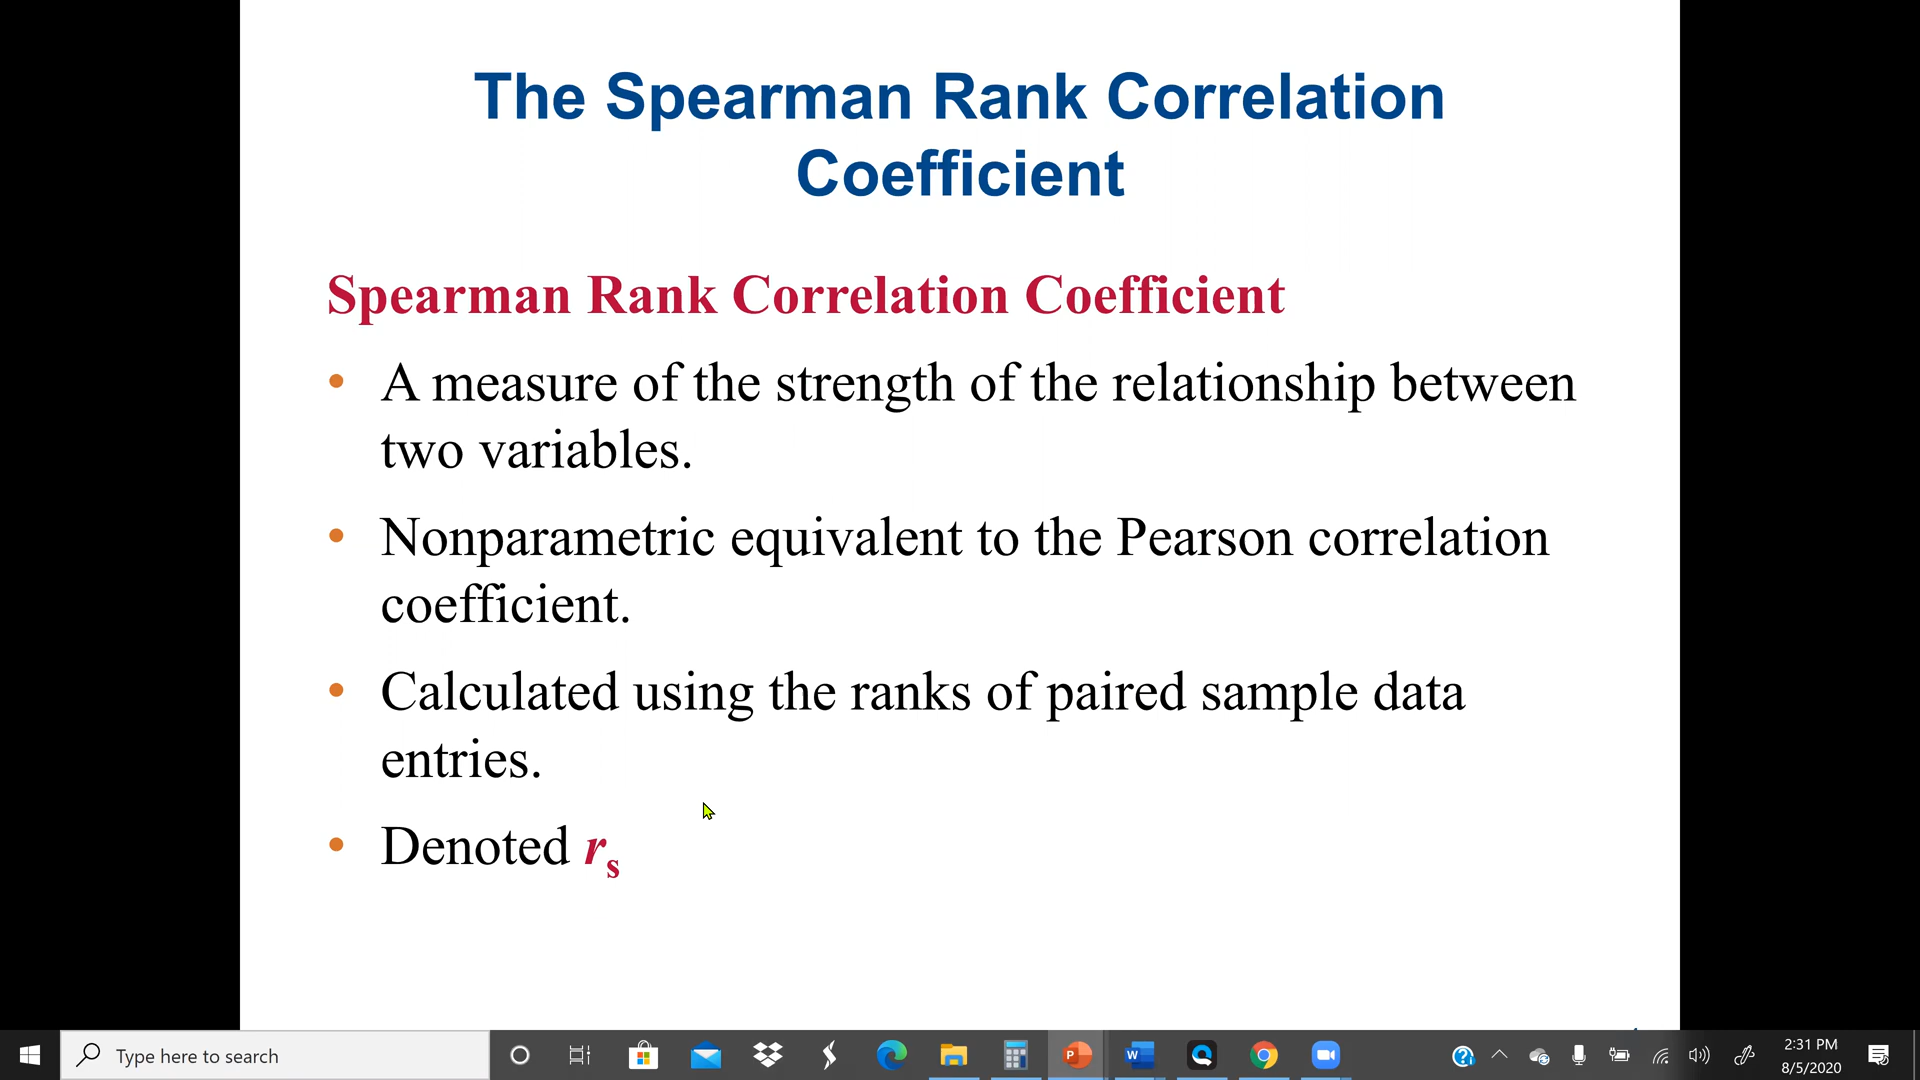 The Spearman Rank Correlation
Coefficient
Spearman Rank Correlation Coefficient
• A measure of the strength of the relationship between
two variables.
• Nonparametric equivalent to the Pearson correlation
coefficient.
• Calculated using the ranks of paired sample data
entries.
• Denoted rs
Type here to search
2:31 PM
8/5/2020